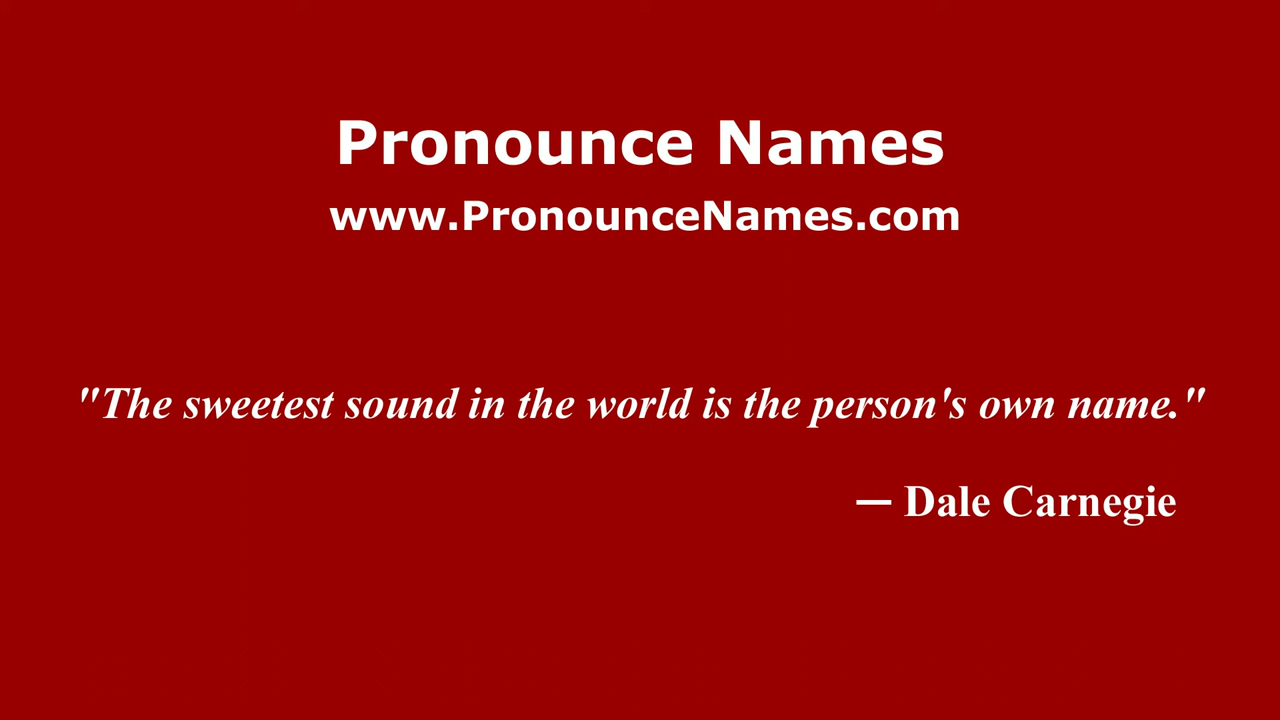 Pronounce Names
www.PronounceNames.com
"The sweetest sound in the world is the person's own name."
— Dale Carnegie